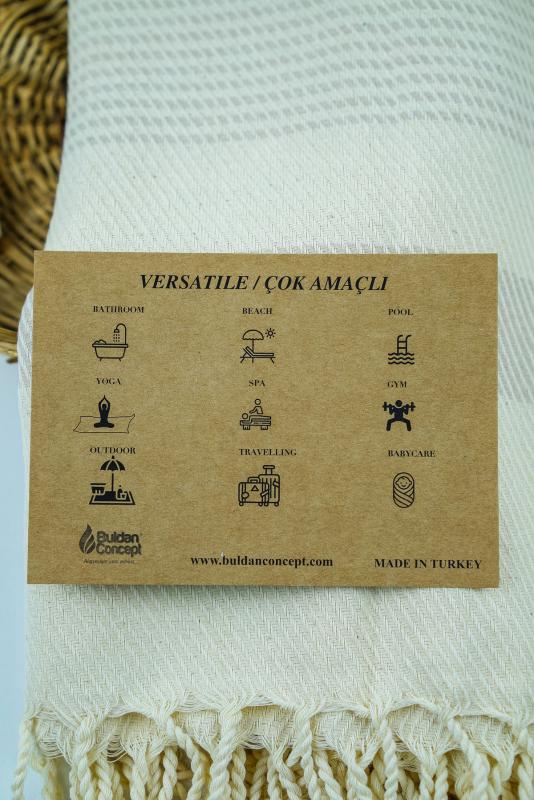 VERSATILE / ÇOK AMAÇLI
BATHROOM BEACH POOL
YOGA SPA GYM
OUTDOOR TRAVELLING BABYCARE
Buldan
Concept
www.buldanconcept.com MADE IN TURKEY